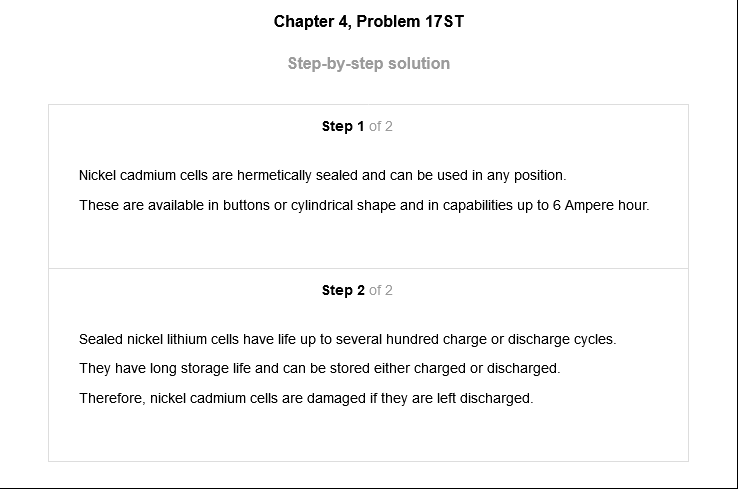 Chapter 4, Problem 17ST
Step-by-step solution
Step 1 of 2
Nickel cadmium cells are hermetically sealed and can be used in any position.
These are available in buttons or cylindrical shape and in capabilities up to 6 Ampere hour.
Step 2 of 2
Sealed nickel lithium cells have life up to several hundred charge or discharge cycles.
They have long storage life and can be stored either charged or discharged.
Therefore, nickel cadmium cells are damaged if they are left discharged.